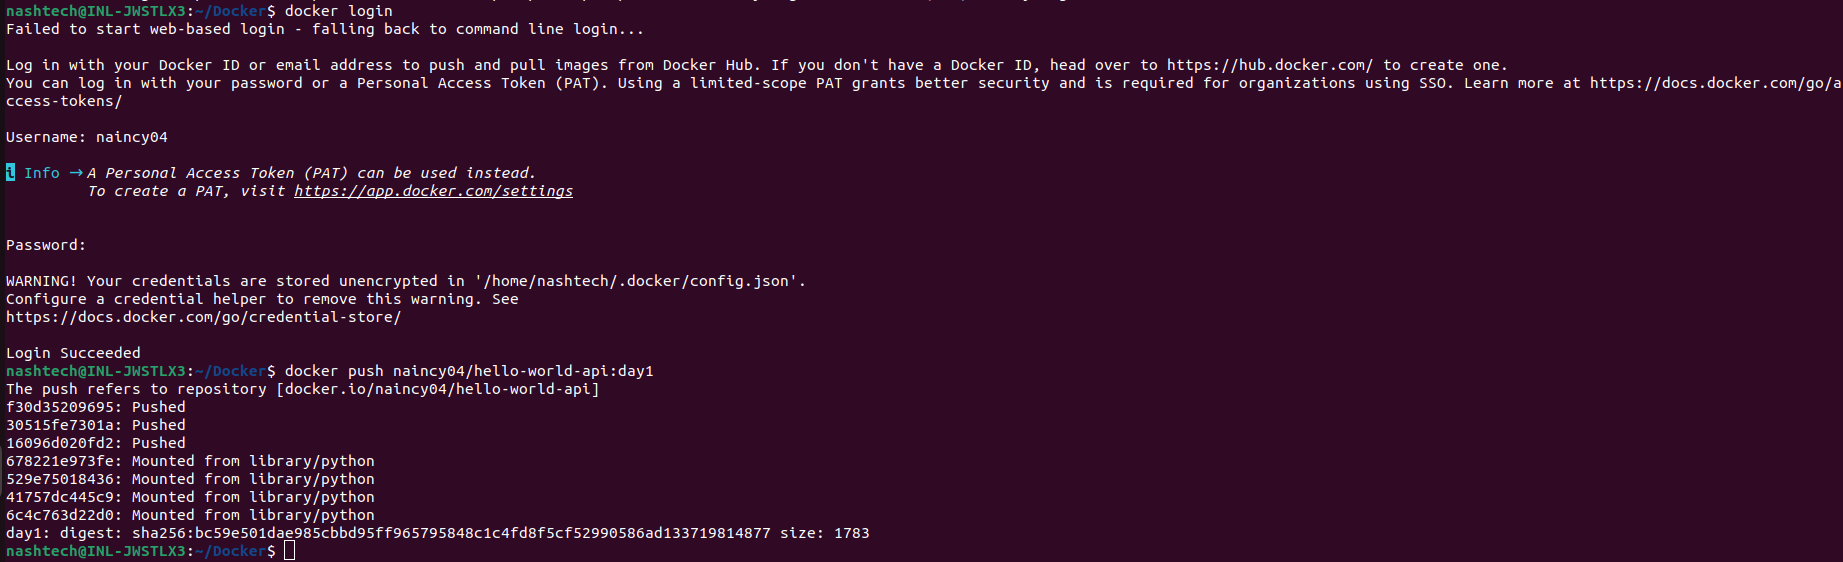 nashtech@INL-JWSTLX3:~/Docker$ docker login
Failed to start web-based login - falling back to command line login...
Log in with your Docker ID or email address to push and pull images from Docker Hub. If you don't have a Docker ID, head over to https://hub.docker.com/ to create one.
You can log in with your password or a Personal Access Token (PAT). Using a limited-scope PAT grants better security and is required for organizations using SSO. Learn more at https://docs.docker.com/go/a
ccess-tokens/
Username: naincy04
i Info → A Personal Access Token (PAT) can be used instead.
To create a PAT, visit https://app.docker.com/settings
Password:
WARNING! Your credentials are stored unencrypted in '/home/nashtech/.docker/config.json'.
Configure a credential helper to remove this warning. See
https://docs.docker.com/go/credential-store/
Login Succeeded
nashtech@INL-JWSTLX3:~/Docker$ docker push naincy04/hello-world-api:day1
The push refers to repository [docker.io/naincy04/hello-world-api]
f30d35209695: Pushed
30515fe7301a: Pushed
16096d020fd2: Pushed
678221e973fe: Mounted from library/python
529e75018436: Mounted from library/python
41757dc445c9: Mounted from library/python
6c4c763d22d0: Mounted from library/python
day1: digest: sha256:bc59e501dae985cbbd95ff965795848c1c4fd8f5cf52990586ad133719814877 size: 1783
nashtech@INL-JWSTLX3:~/Docker$